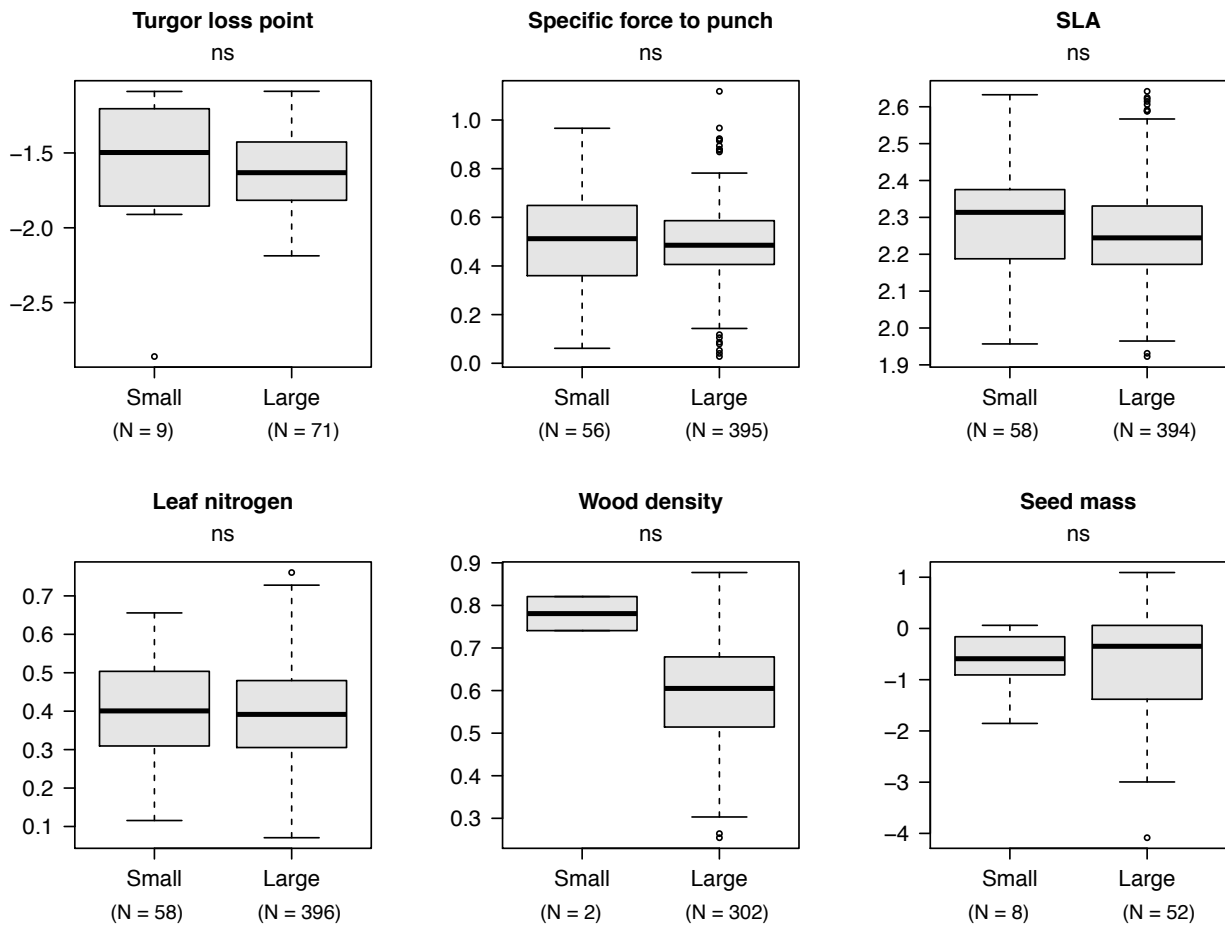 Turgor loss point
ns
−1.5
−2.0
−2.5
Small
Large
(N = 9)
(N = 71)
Specific force to punch
ns
1.0
0.8
0.6
0.4
0.2
0.0
Small
Large
(N = 56)
(N = 395)
SLA
ns
2.6
2.5
2.4
2.3
2.2
2.1
2.0
1.9
Small
Large
(N = 58)
(N = 394)
Leaf nitrogen
ns
0.7
0.6
0.5
0.4
0.3
0.2
0.1
Small
Large
(N = 58)
(N = 396)
Wood density
ns
0.9
0.8
0.7
0.6
0.5
0.4
0.3
Small
Large
(N = 2)
(N = 302)
Seed mass
ns
1
0
−1
−2
−3
−4
Small
Large
(N = 8)
(N = 52)